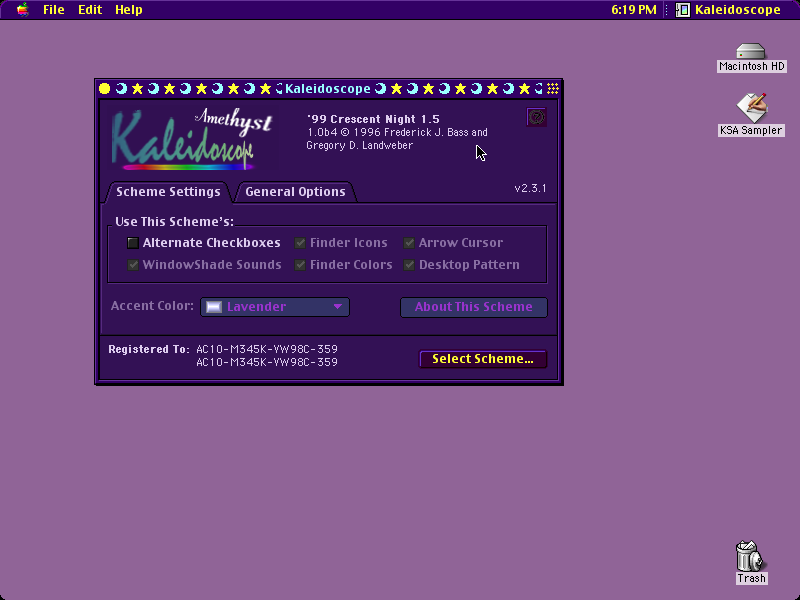 File Edit Help 6:19 PM Kaleidoscope
Macintosh HD
KSA Sampler
Kaleidoscope
Amethyst
Kaleidoscope
'99 Crescent Night 1.5
1.0b4 © 1996 Frederick J. Bass and
Gregory D. Landweber
v2.3.1
Scheme Settings General Options
Use This Scheme's:
Alternate Checkboxes Finder Icons Arrow Cursor
WindowShade Sounds Finder Colors Desktop Pattern
Accent Color: Lavender About This Scheme
Registered To: AC10-M345K-VW98C-359
AC10-M345K-VW98C-359
Select Scheme...
Trash